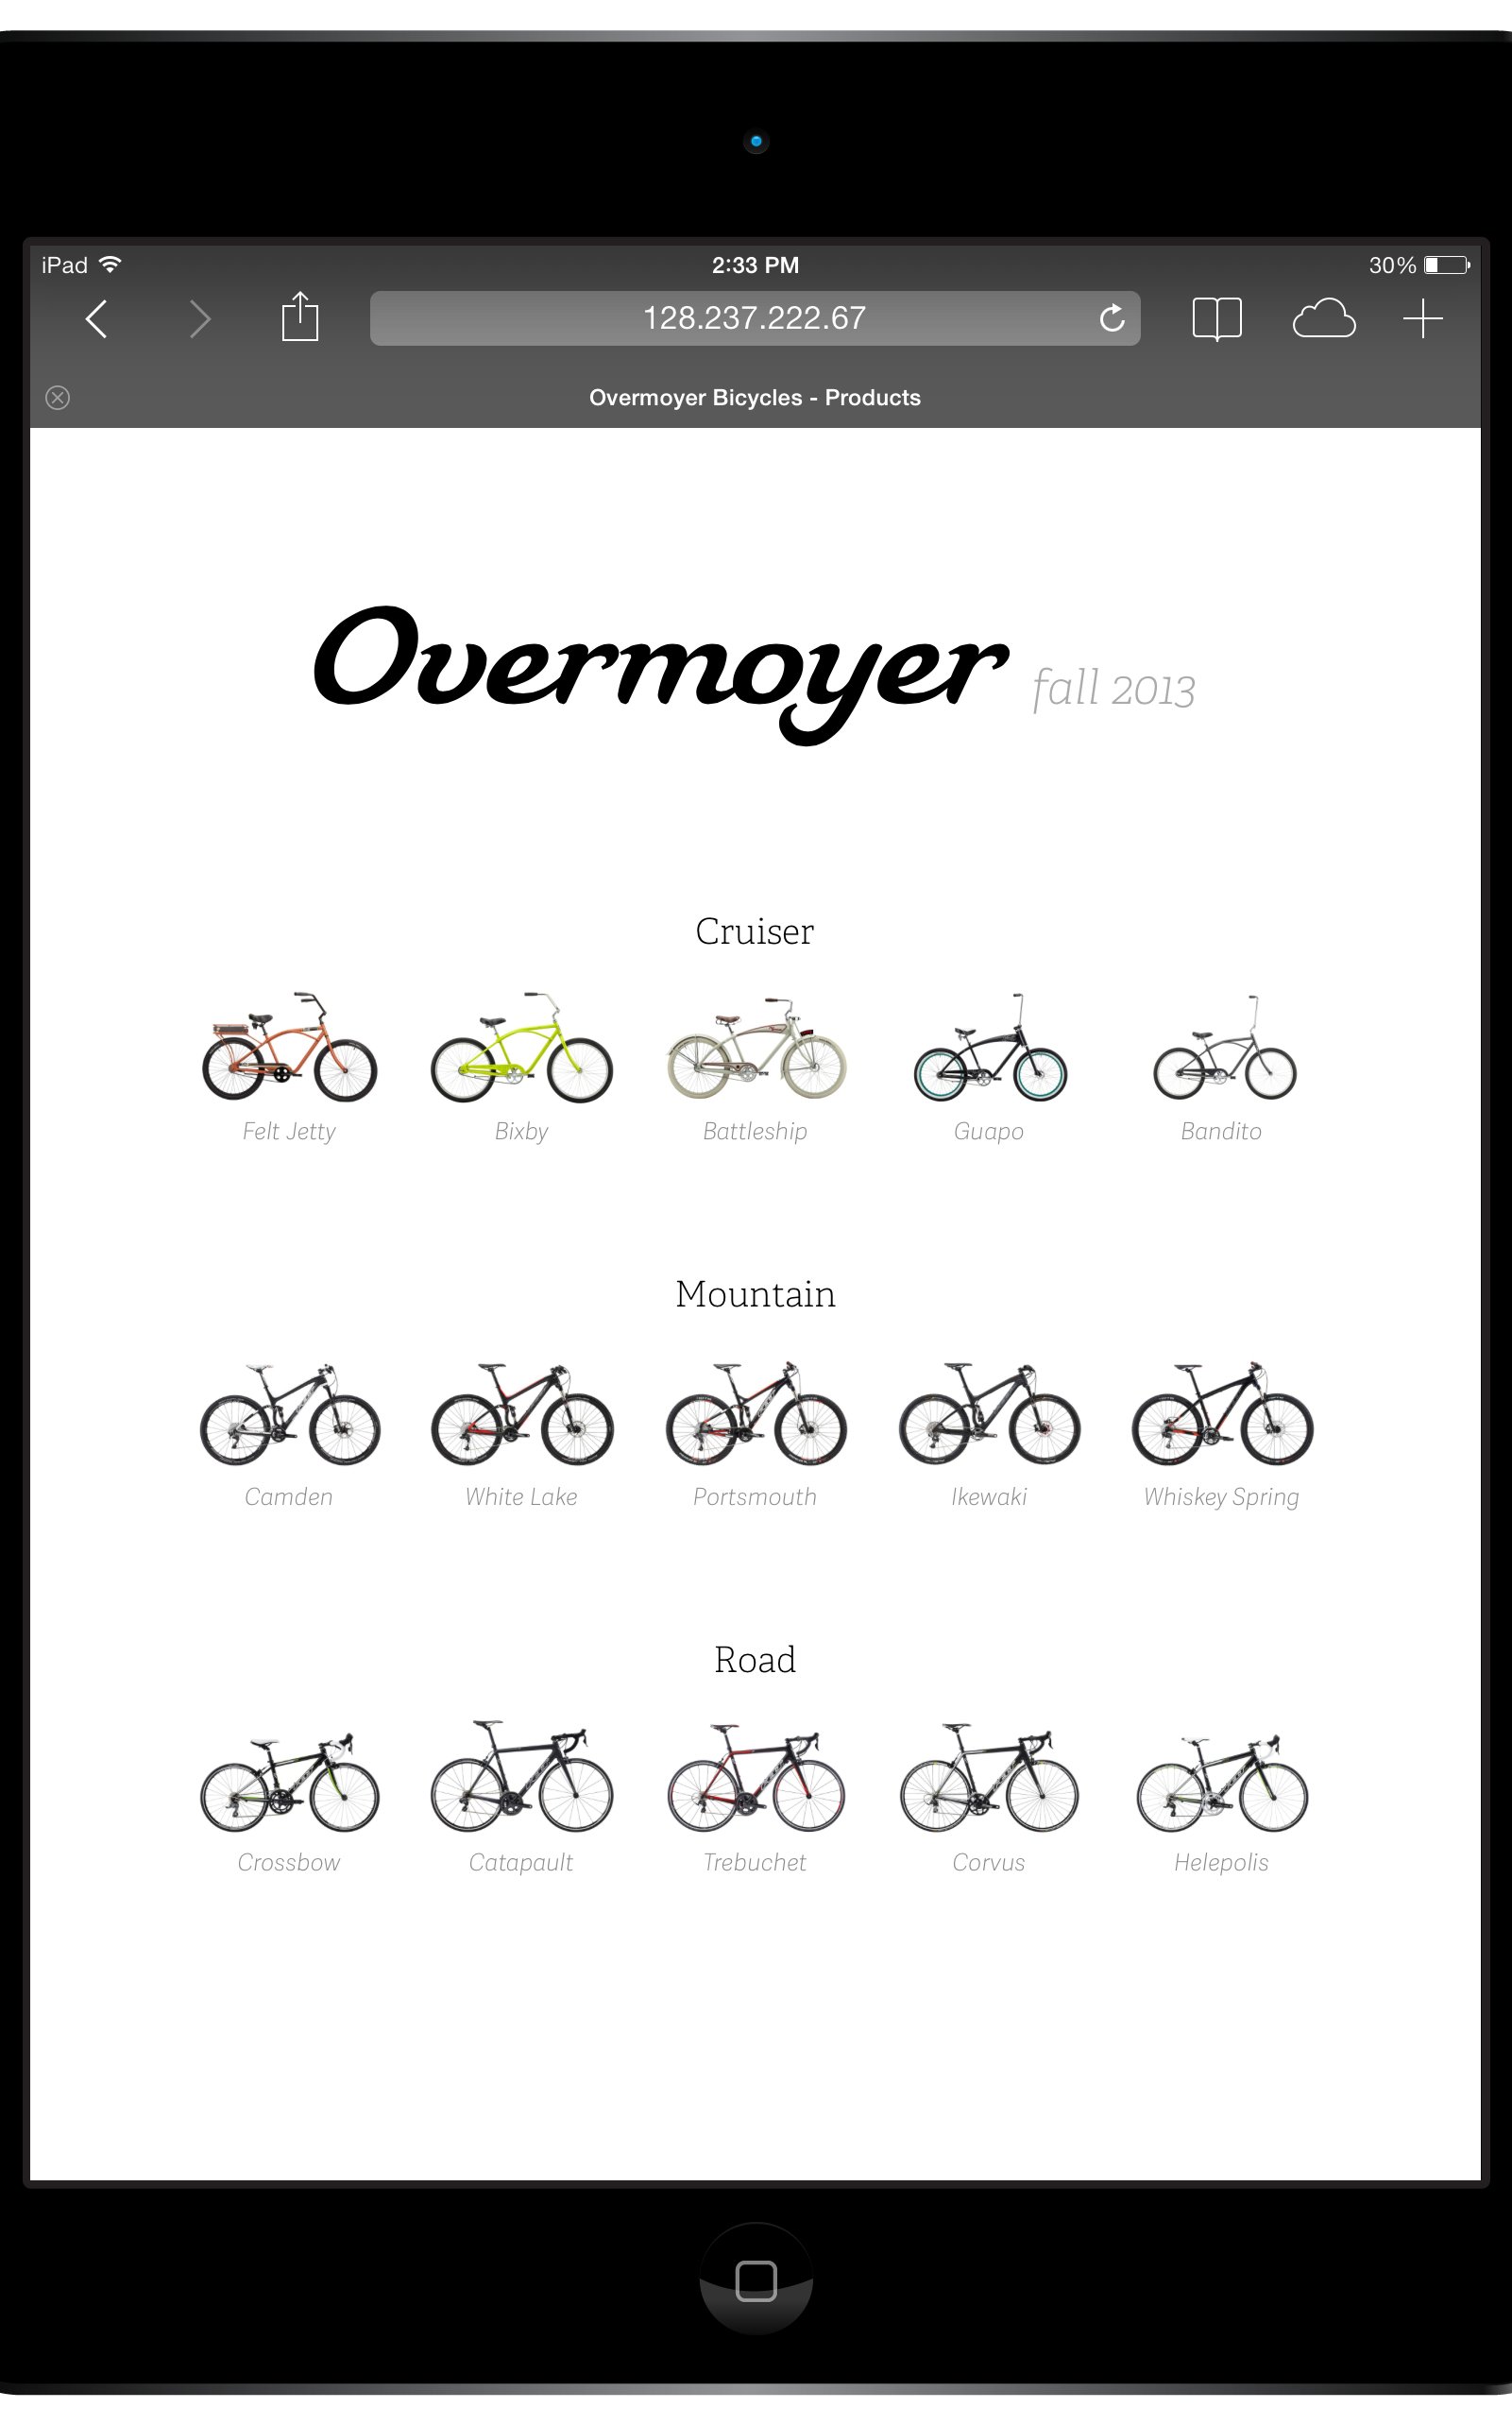 iPad 2:33 PM 30%
128.237.222.67
Overmoyer Bicycles - Products
Overmoyer fall 2013
Cruiser
Felt Jetty Bixby Battleship Guapo Bandito
Mountain
Camden White Lake Portsmouth Ikewaki Whiskey Spring
Road
Crossbow Catapault Trebuchet Corvus Helepolis